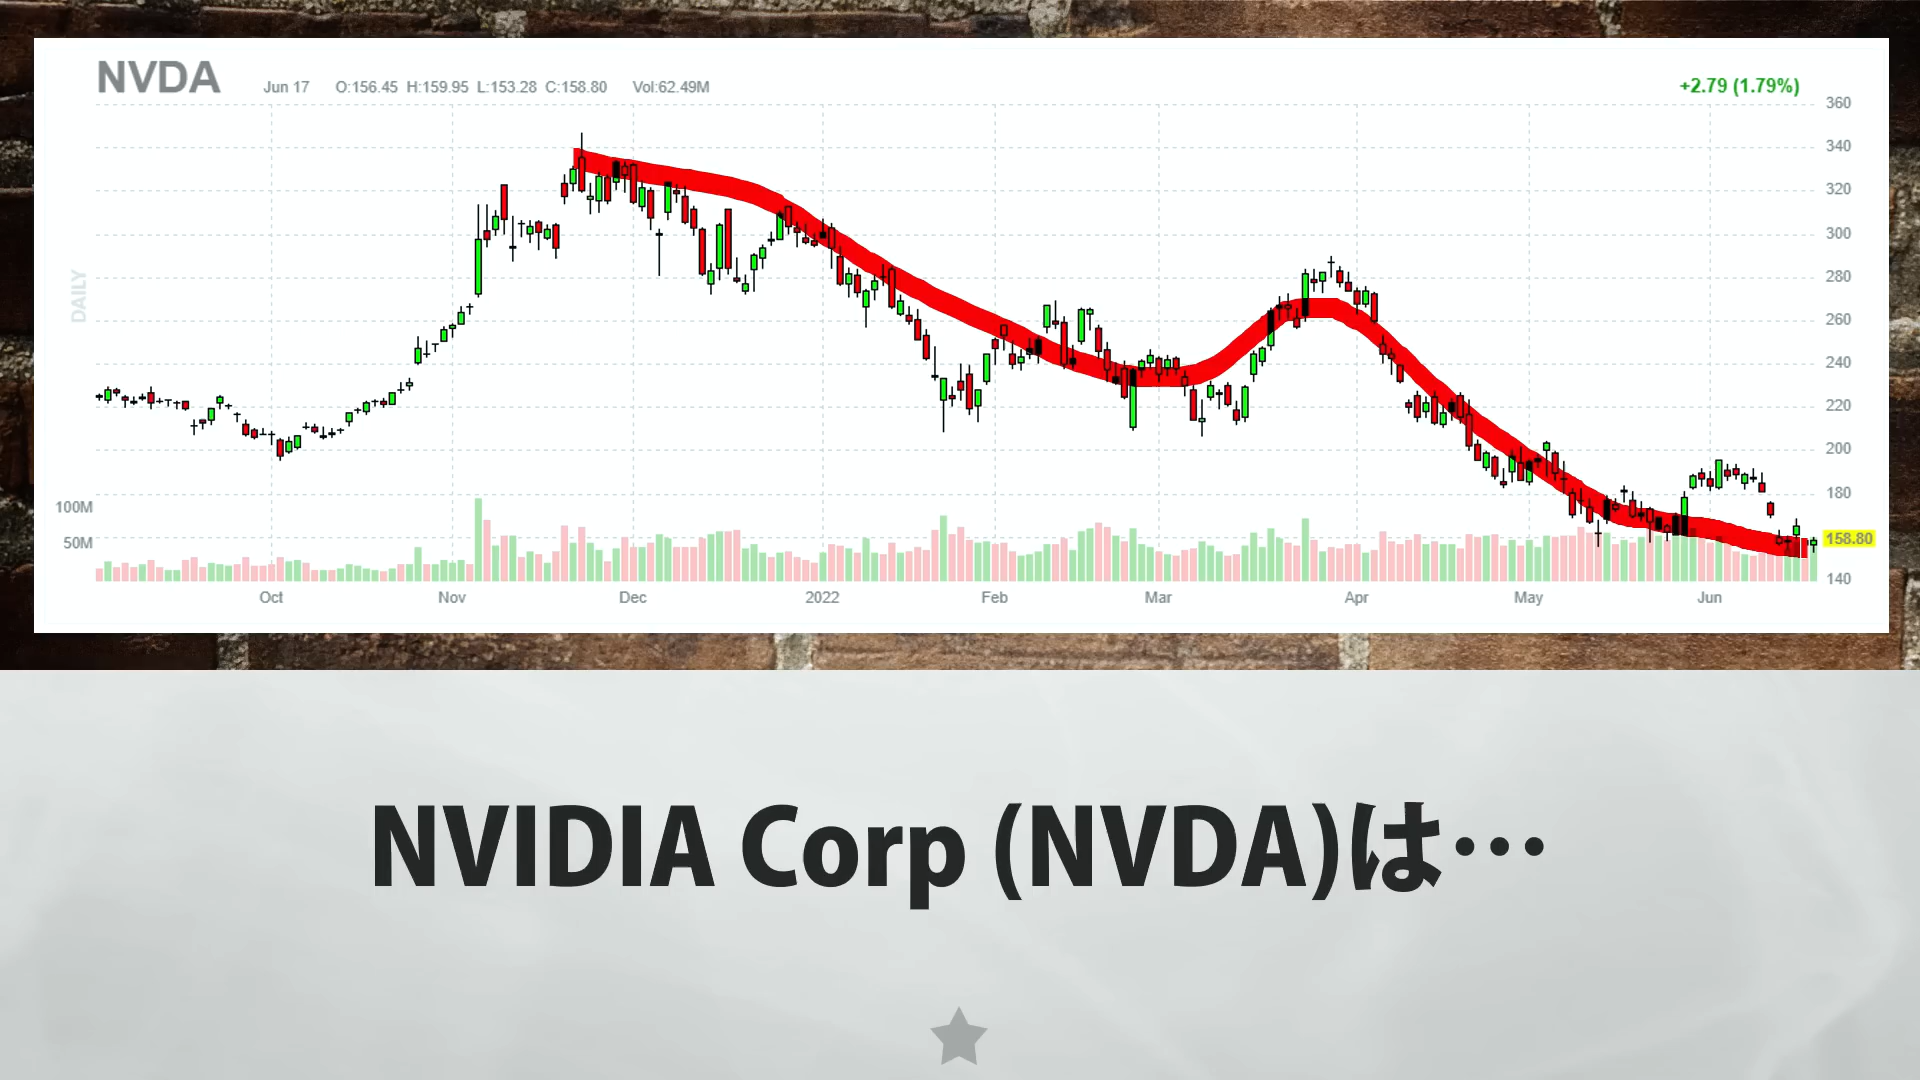 NVDA Jun 17 O:156.45 H:159.95 L:153.28 C:158.80 Vol:62.49M +2.79 (1.79%)
360
340
320
300
280
260
240
220
200
180
158.80
140
DAILY
100M
50M
Oct Nov Dec 2022 Feb Mar Apr May Jun
NVIDIA Corp (NVDA)は…